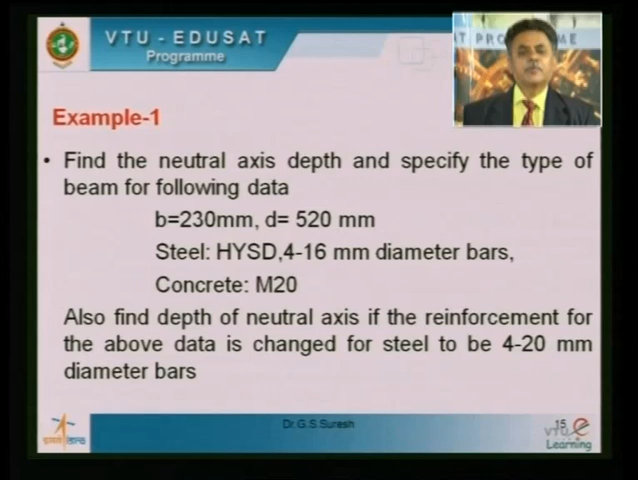 VTU - EDUSAT
Programme
T PROGRAMME
Example-1
• Find the neutral axis depth and specify the type of
beam for following data
b=230mm, d= 520 mm
Steel: HYSD,4-16 mm diameter bars,
Concrete: M20
Also find depth of neutral axis if the reinforcement for
the above data is changed for steel to be 4-20 mm
diameter bars
Dr.G.S.Suresh
15
VTU e
Learning